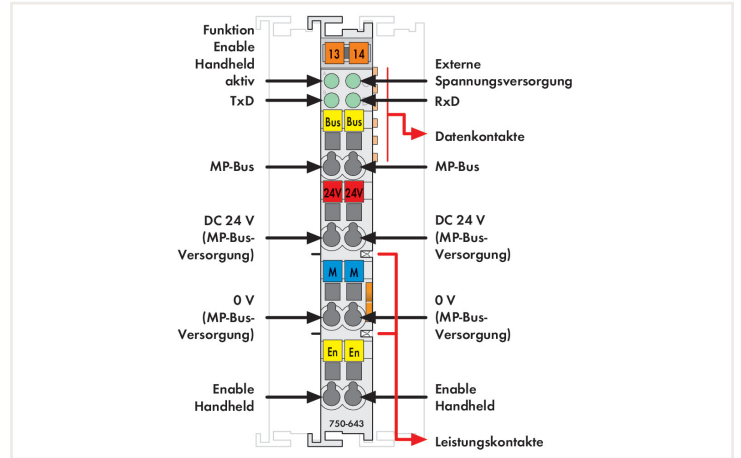 Funktion
Enable
Handheld
aktiv
TxD
13 14
Externe
Spannungsversorgung
RxD
Datenkontakte
Bus Bus
MP-Bus
MP-Bus
24V 24V
DC 24 V
(MP-Bus-
Versorgung)
DC 24 V
(MP-Bus-
Versorgung)
M M
0 V
(MP-Bus-
Versorgung)
0 V
(MP-Bus-
Versorgung)
En En
Enable
Handheld
Enable
Handheld
750-643
Leistungskontakte